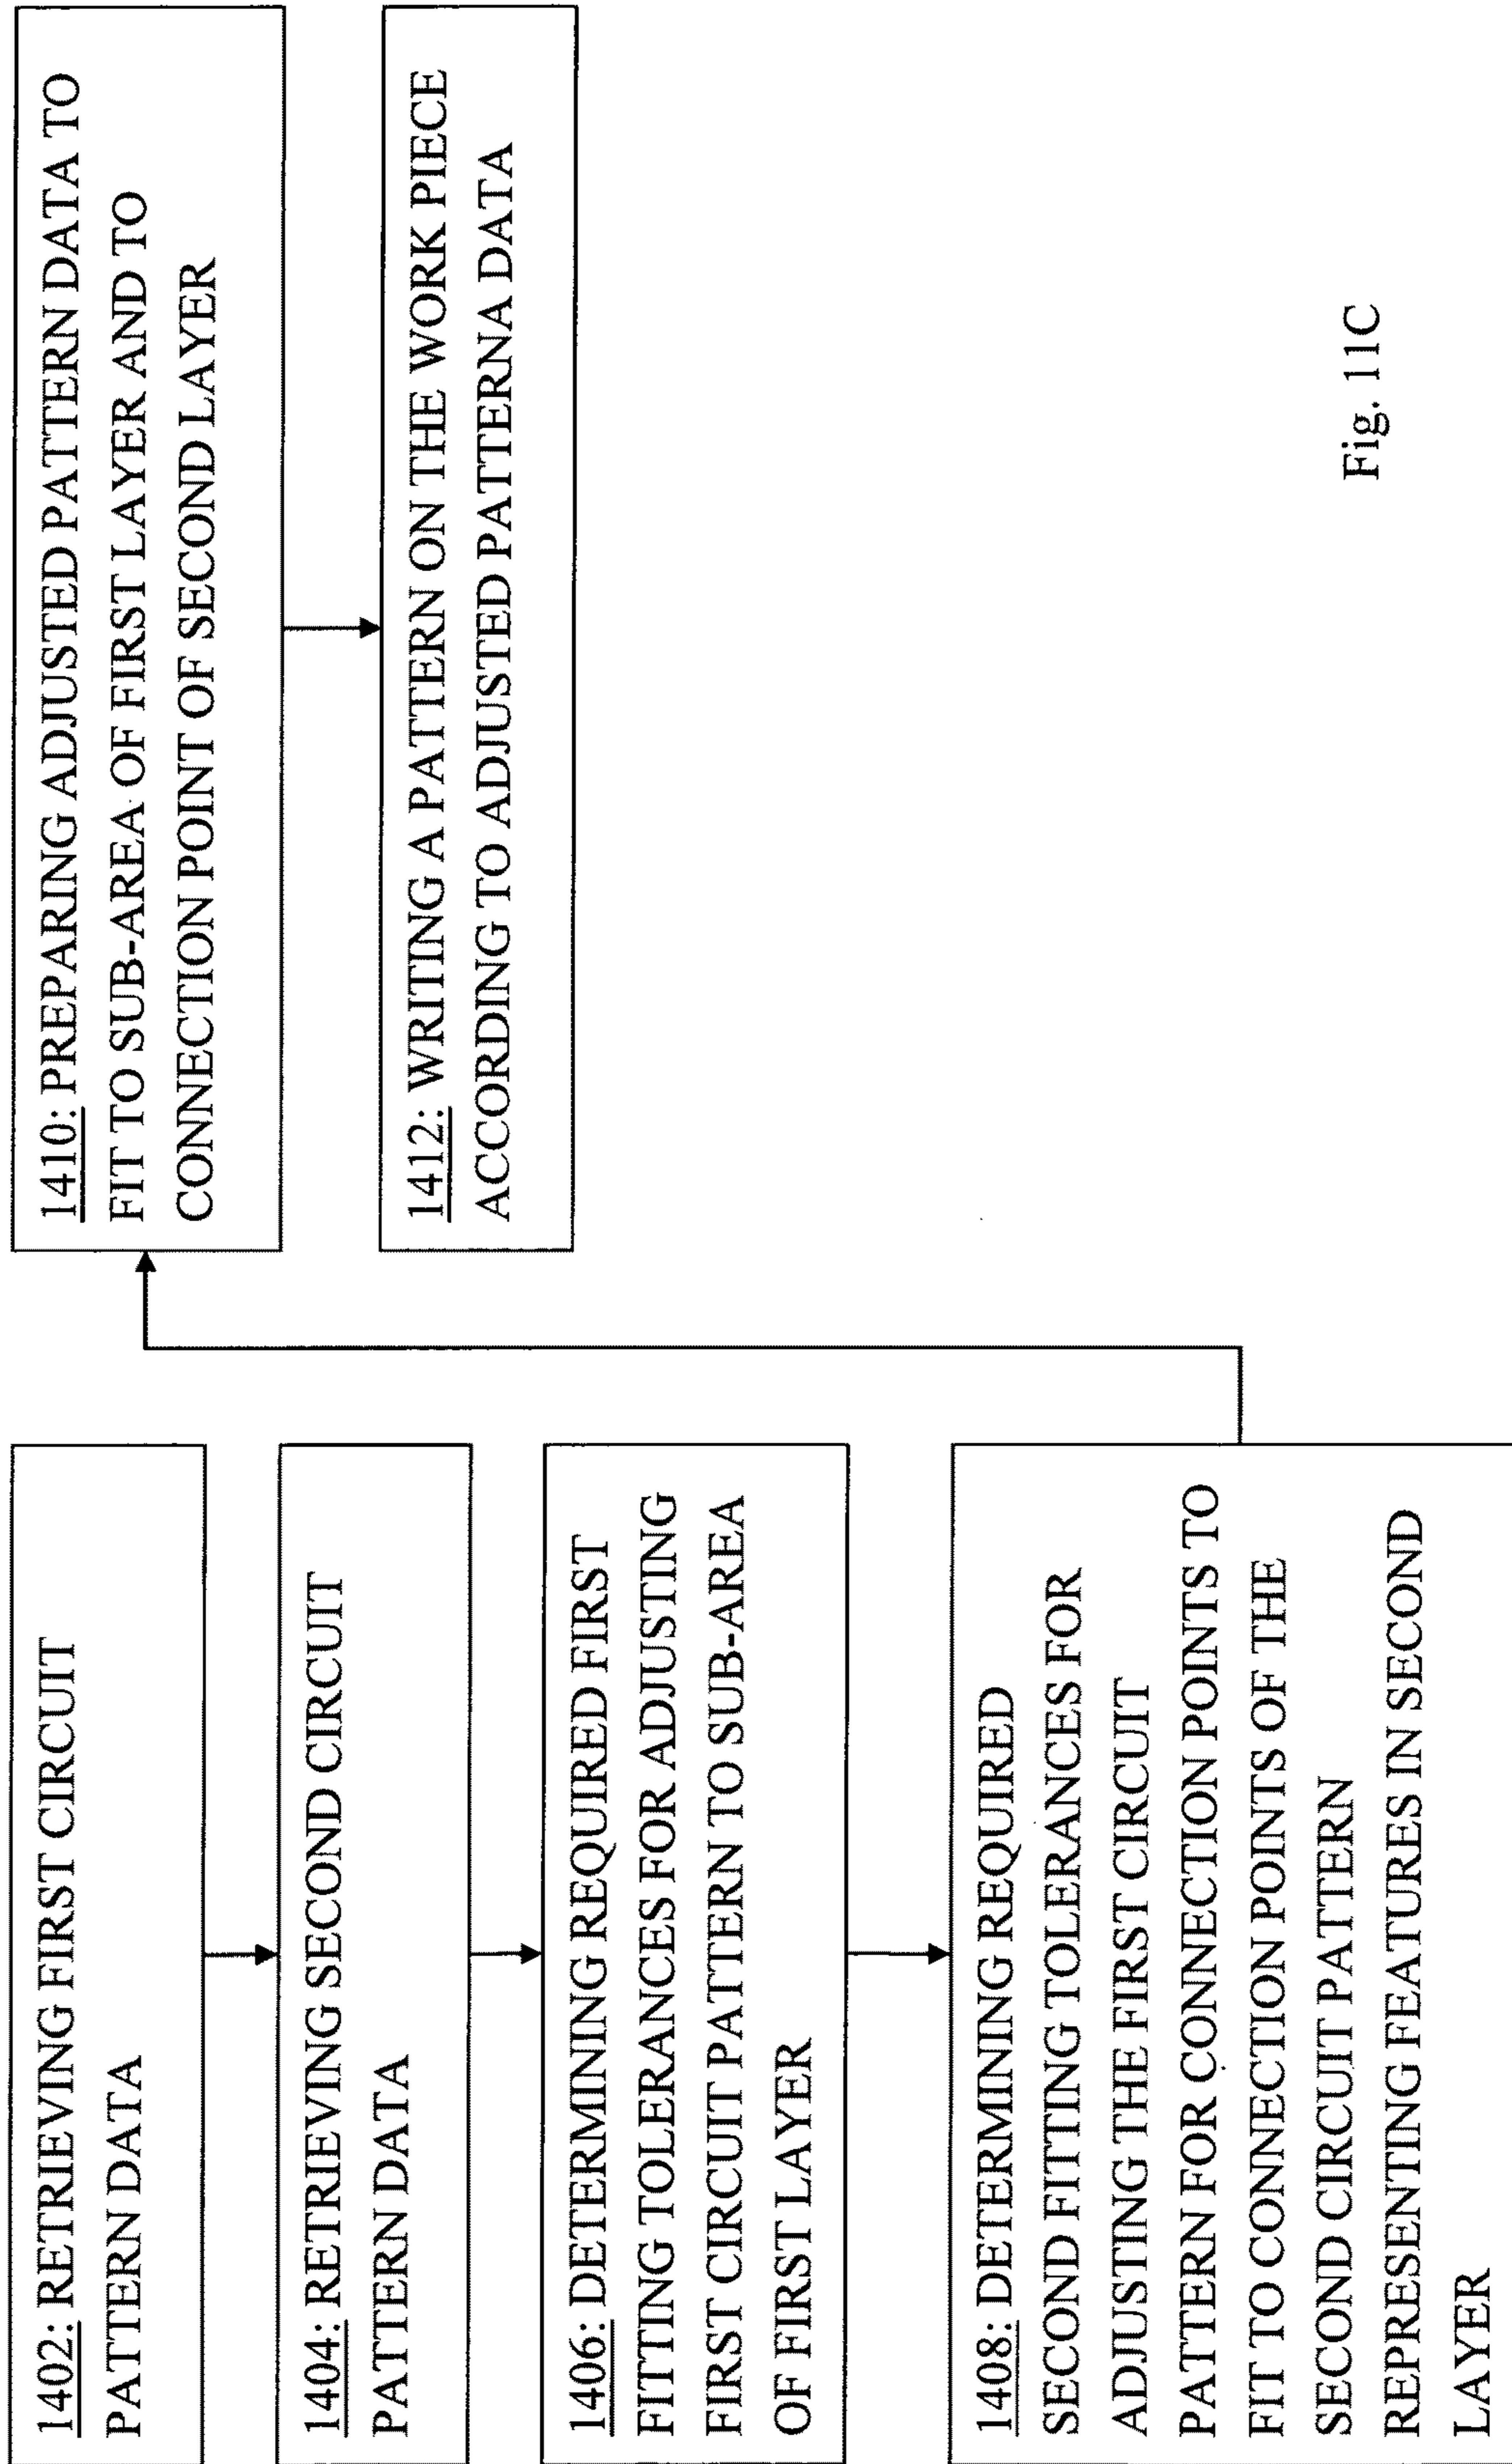 1402: RETRIEVING FIRST CIRCUIT
PATTERN DATA
1404: RETRIEVING SECOND CIRCUIT
PATTERN DATA
1406: DETERMINING REQUIRED FIRST
FITTING TOLERANCES FOR ADJUSTING
FIRST CIRCUIT PATTERN TO SUB-AREA
OF FIRST LAYER
1408: DETERMINING REQUIRED
SECOND FITTING TOLERANCES FOR
ADJUSTING THE FIRST CIRCUIT
PATTERN FOR CONNECTION POINTS TO
FIT TO CONNECTION POINTS OF THE
SECOND CIRCUIT PATTERN
REPRESENTING FEATURES IN SECOND
LAYER
1410: PREPARING ADJUSTED PATTERN DATA TO
FIT TO SUB-AREA OF FIRST LAYER AND TO
CONNECTION POINT OF SECOND LAYER
1412: WRITING A PATTERN ON THE WORK PIECE
ACCORDING TO ADJUSTED PATTERNA DATA
Fig. 11C